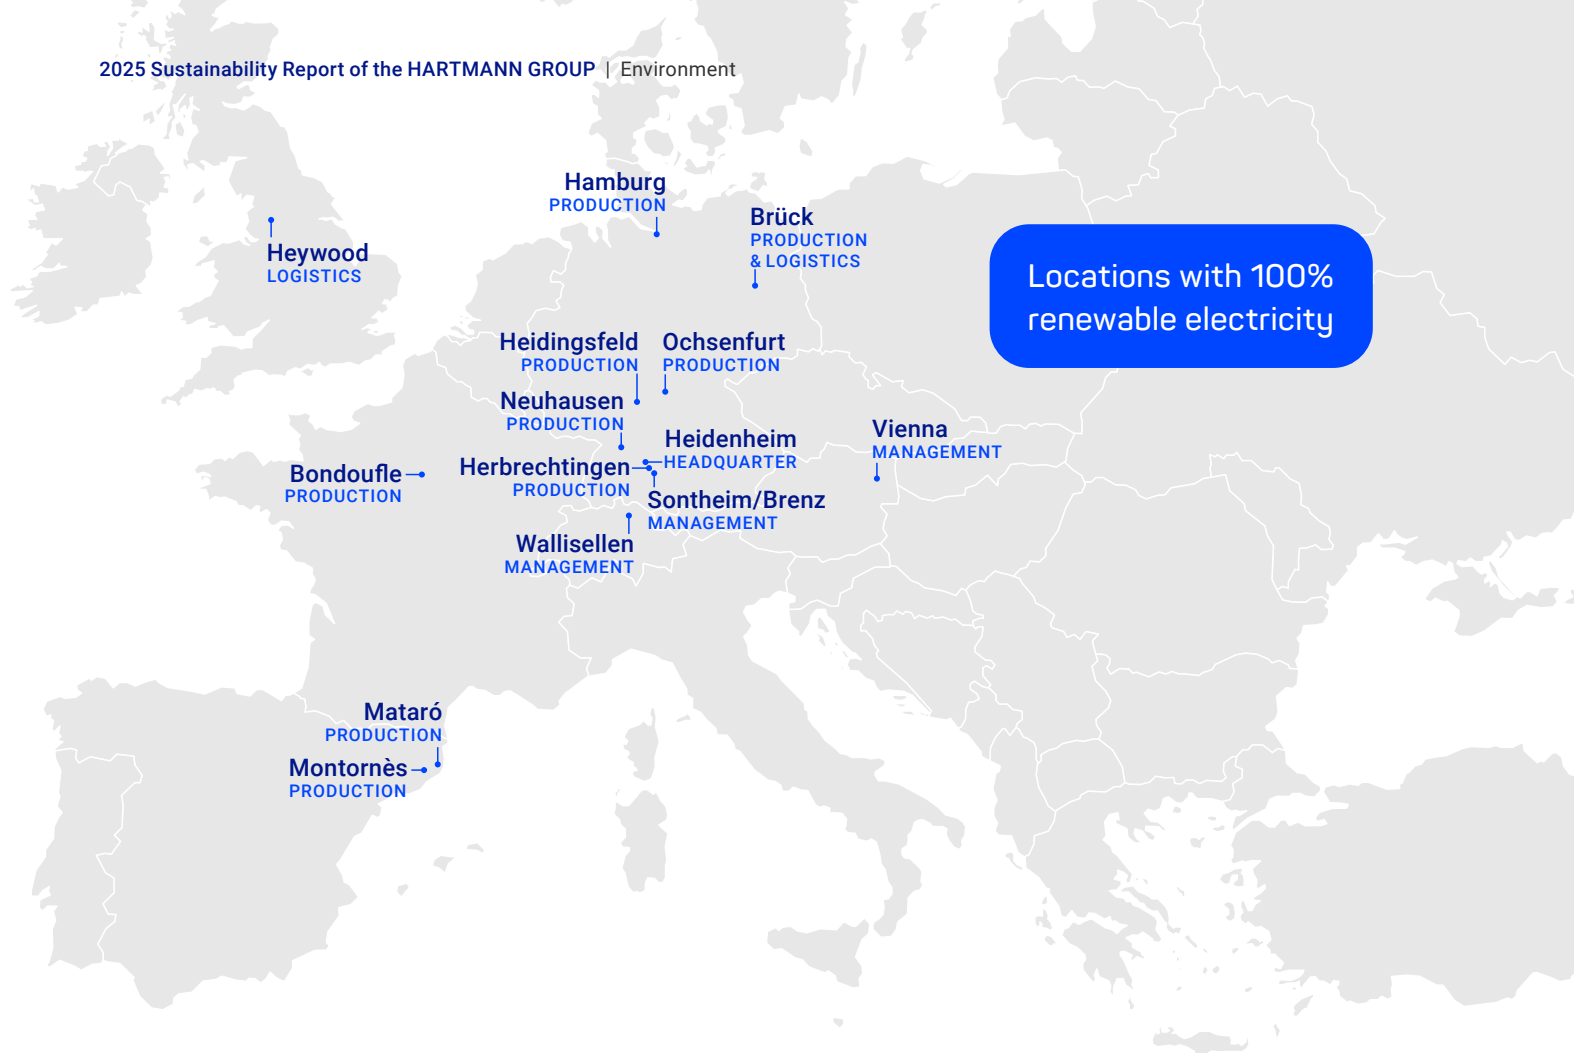 2025 Sustainability Report of the HARTMANN GROUP | Environment
Hamburg
PRODUCTION
Brück
PRODUCTION
& LOGISTICS
Heywood
LOGISTICS
Locations with 100%
renewable electricity
Heidingsfeld
PRODUCTION
Ochsenfurt
PRODUCTION
Neuhausen
PRODUCTION
Heidenheim
HEADQUARTER
Vienna
MANAGEMENT
Bondoufle
PRODUCTION
Herbrechtingen
PRODUCTION
Sontheim/Brenz
MANAGEMENT
Wallisellen
MANAGEMENT
Mataró
PRODUCTION
Montornès
PRODUCTION